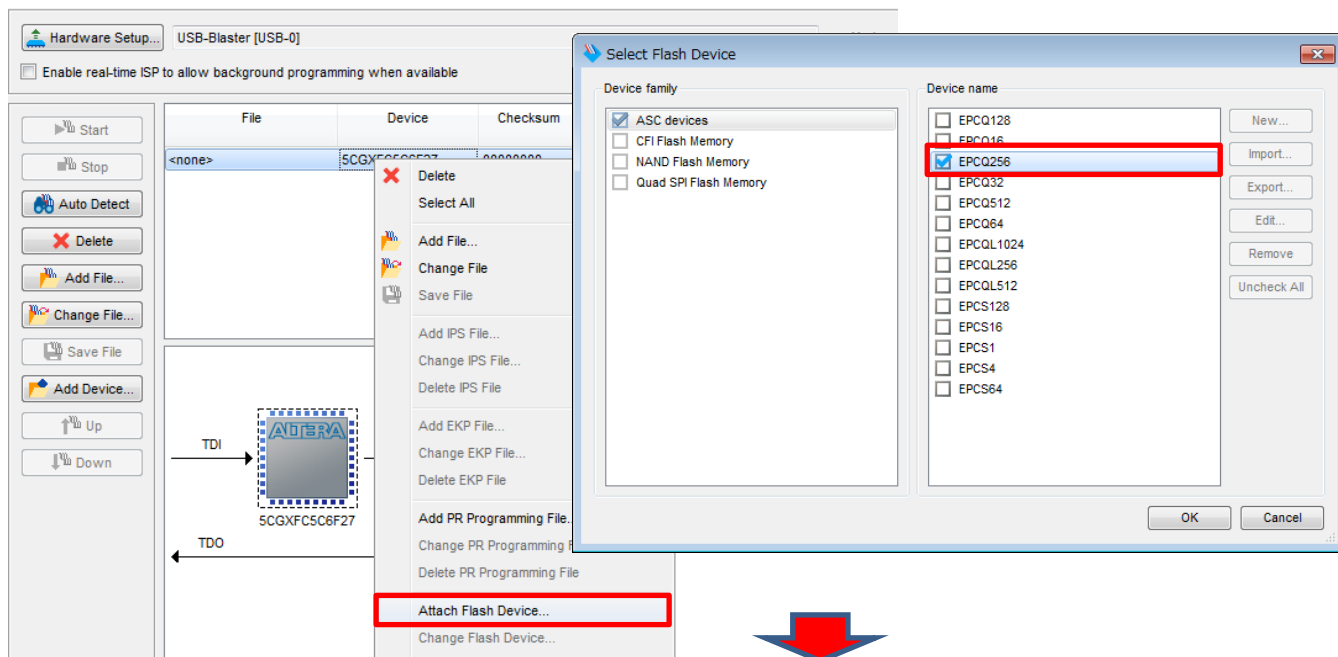 Hardware Setup...
USB-Blaster [USB-0]
Enable real-time ISP to allow background programming when available
Start
Stop
Auto Detect
Delete
Add File...
Change File...
Save File
Add Device...
Up
Down
File
Device
Checksum
<none>
5CGXFC5C6F27
00000000
TDI
ALTERA
5CGXFC5C6F27
TDO
Delete
Select All
Add File...
Change File
Save File
Add IPS File...
Change IPS File...
Delete IPS File
Add EKP File...
Change EKP File...
Delete EKP File
Add PR Programming File...
Change PR Programming
Delete PR Programming File
Attach Flash Device...
Change Flash Device...
Select Flash Device
Device family
ASC devices
CFI Flash Memory
NAND Flash Memory
Quad SPI Flash Memory
Device name
EPCQ128
EPCQ16
EPCQ256
EPCQ32
EPCQ512
EPCQ64
EPCQL1024
EPCQL256
EPCQL512
EPCS128
EPCS16
EPCS1
EPCS4
EPCS64
New...
Import...
Export...
Edit...
Remove
Uncheck All
OK
Cancel